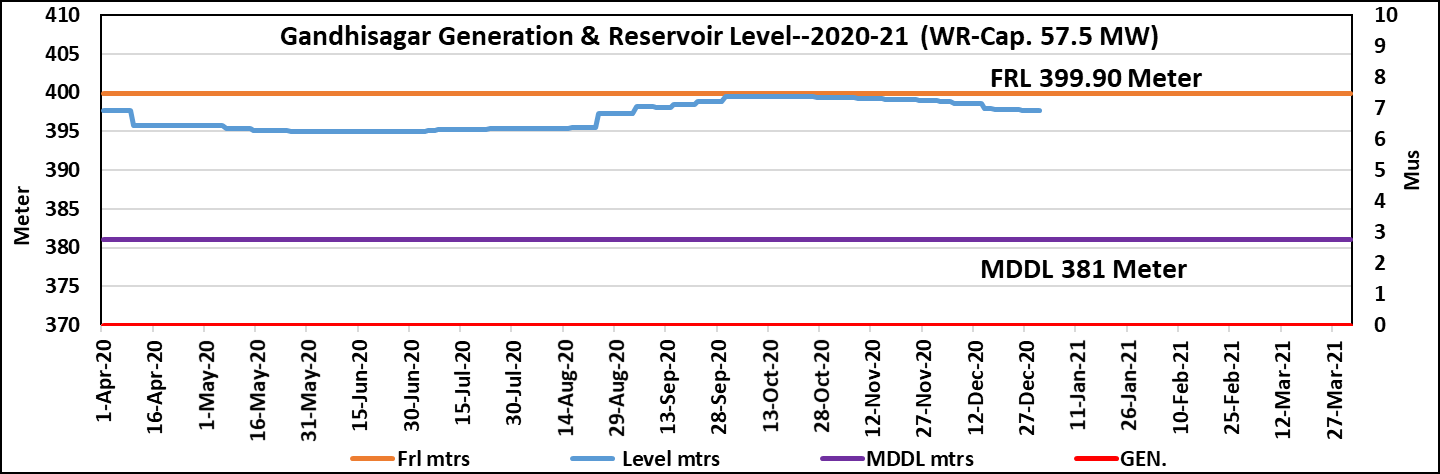 Gandhisagar Generation & Reservoir Level--2020-21 (WR-Cap. 57.5 MW)
FRL 399.90 Meter
MDDL 381 Meter
Meter
410
405
400
395
390
385
380
375
370
Mus
10
9
8
7
6
5
4
3
2
1
0
1-Apr-20
16-Apr-20
1-May-20
16-May-20
31-May-20
15-Jun-20
30-Jun-20
15-Jul-20
30-Jul-20
14-Aug-20
29-Aug-20
13-Sep-20
28-Sep-20
13-Oct-20
28-Oct-20
12-Nov-20
27-Nov-20
12-Dec-20
27-Dec-20
11-Jan-21
26-Jan-21
10-Feb-21
25-Feb-21
12-Mar-21
27-Mar-21
Frl mtrs
Level mtrs
MDDL mtrs
GEN.